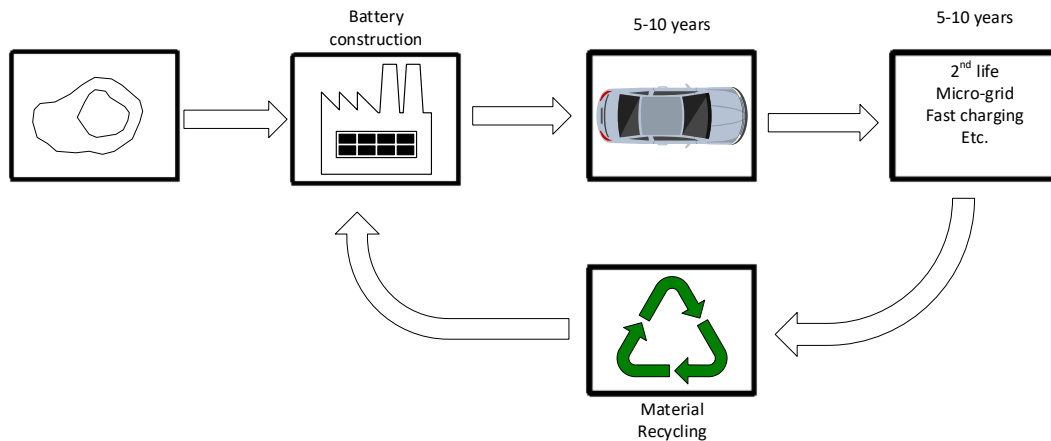 Battery
construction
5-10 years
5-10 years
2nd life
Micro-grid
Fast charging
Etc.
Material
Recycling